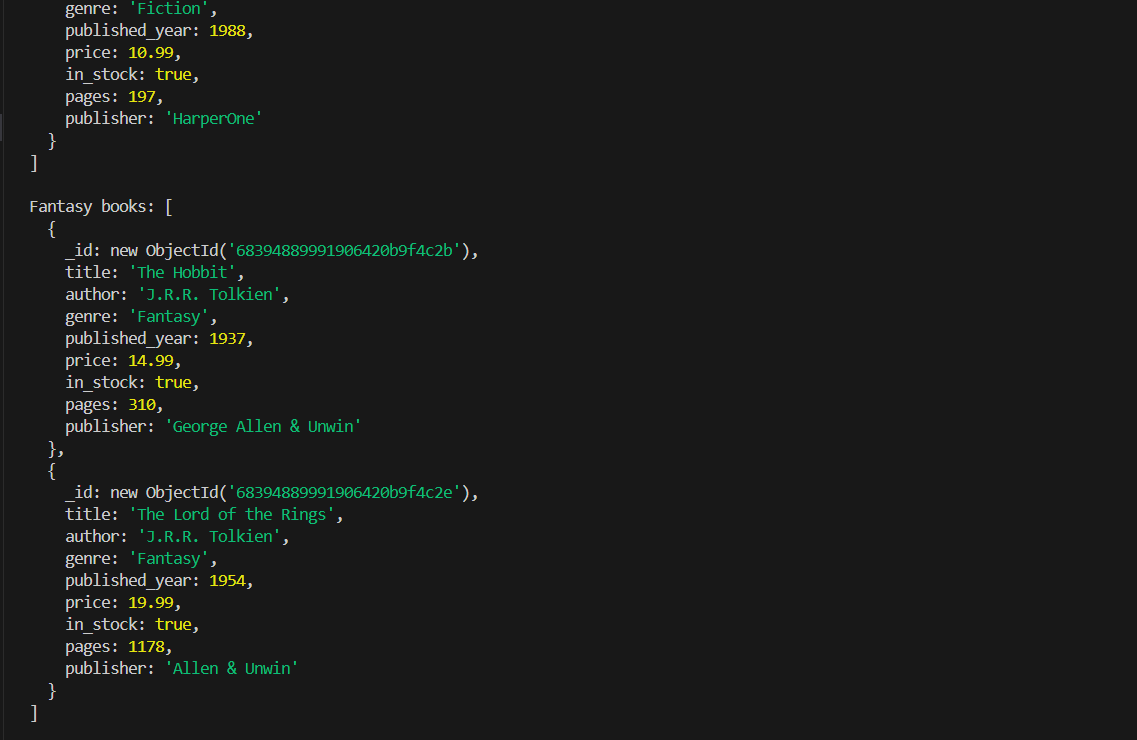 genre: 'Fiction',
published_year: 1988,
price: 10.99,
in_stock: true,
pages: 197,
publisher: 'HarperOne'
}
]
Fantasy books: [
{
_id: new ObjectId('68394889991906420b9f4c2b'),
title: 'The Hobbit',
author: 'J.R.R. Tolkien',
genre: 'Fantasy',
published_year: 1937,
price: 14.99,
in_stock: true,
pages: 310,
publisher: 'George Allen & Unwin'
},
{
_id: new ObjectId('68394889991906420b9f4c2e'),
title: 'The Lord of the Rings',
author: 'J.R.R. Tolkien',
genre: 'Fantasy',
published_year: 1954,
price: 19.99,
in_stock: true,
pages: 1178,
publisher: 'Allen & Unwin'
}
]